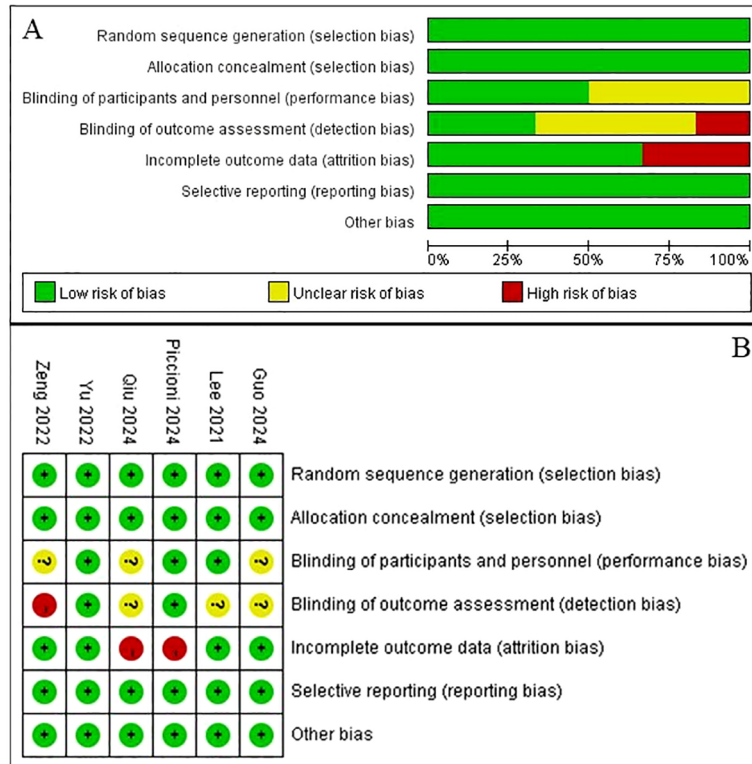 A
Random sequence generation (selection bias)
Allocation concealment (selection bias)
Blinding of participants and personnel (performance bias)
Blinding of outcome assessment (detection bias)
Incomplete outcome data (attrition bias)
Selective reporting (reporting bias)
Other bias
0% 25% 50% 75% 100%
Low risk of bias Unclear risk of bias High risk of bias
B
Zeng 2022 Yu 2022 Qiu 2024 Piccioni 2024 Lee 2021 Guo 2024
+ + + + + + Random sequence generation (selection bias)
+ + + + + + Allocation concealment (selection bias)
? + ? + + ? Blinding of participants and personnel (performance bias)
- + ? + ? ? Blinding of outcome assessment (detection bias)
+ + - - + + Incomplete outcome data (attrition bias)
+ + + + + + Selective reporting (reporting bias)
+ + + + + + Other bias